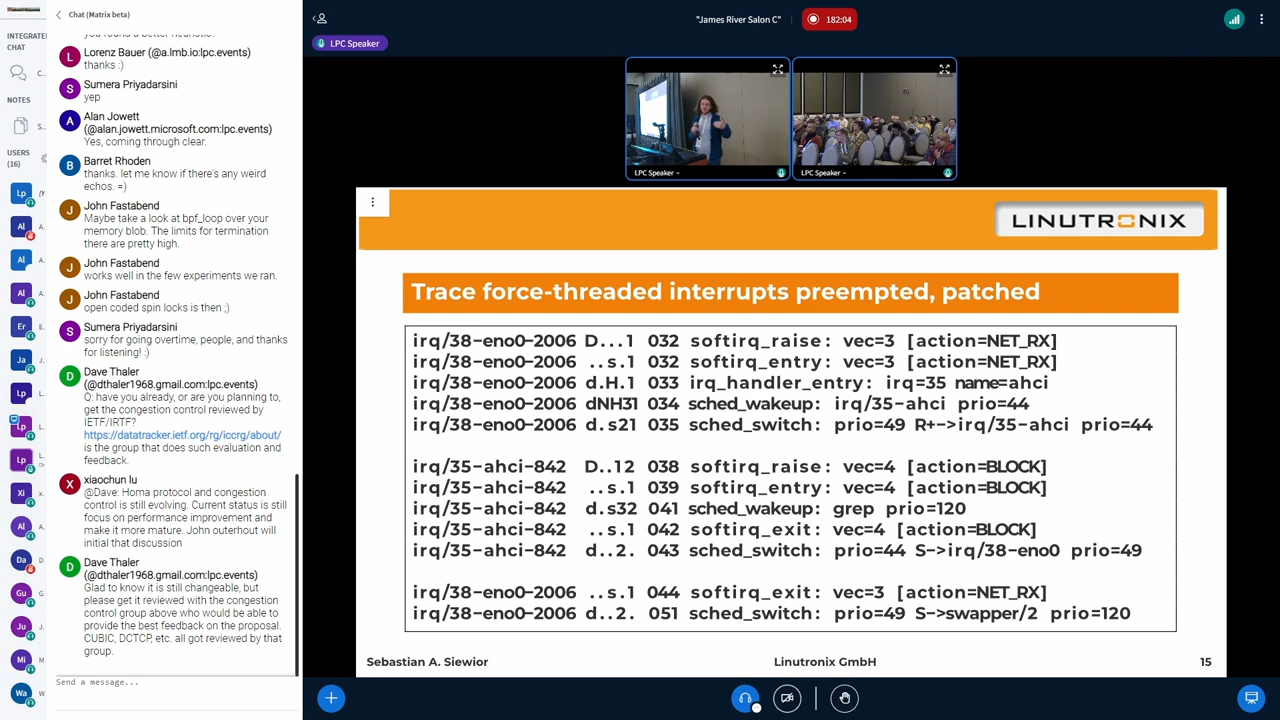 Chat (Matrix beta)
INTEGRATE
CHAT
C..
NOTES
S..
USERS
(16)
Lorenz Bauer (@a.lmb.io:lpc.events)
thanks :)
Sumera Priyadarsini
yep
Alan Jowett
(@alan.jowett.microsoft.com:lpc.events)
Yes, coming through clear.
Barret Rhoden
thanks. let me know if there's any weird
echos. =)
John Fastabend
Maybe take a look at bpf_loop over your
memory blob. The limits for termination
there are pretty high.
John Fastabend
works well in the few experiments we ran.
John Fastabend
open coded spin locks is then ;)
Sumera Priyadarsini
sorry for going overtime, people, and thanks
for listening! :)
Dave Thaler
(@dthaler1968.gmail.com:lpc.events)
Q: have you already, or are you planning to,
get the congestion control reviewed by
IETF/IRTF?
https://datatracker.ietf.org/rg/iccrg/about/
is the group that does such evaluation and
feedback.
xiaochun lu
@Dave: Homa protocol and congestion
control is still evolving. Current status is still
focus on performance improvement and
make it more mature. John outerhout will
initial that discussion
Dave Thaler
(@dthaler1968.gmail.com:lpc.events)
Glad to know it is still changeable, but
please get it reviewed with the congestion
control group above who would be able to
provide the best feedback on the proposal.
CUBIC, DCTCP, etc. all got reviewed by that
group.
Send a message...
"James River Salon C"
182:04
LPC Speaker
LPC Speaker
LPC Speaker
LINUTRONIX
Trace force-threaded interrupts preempted, patched
irq/38-eno0-2006 D...1 032 softirq_raise: vec=3 [action=NET_RX]
irq/38-eno0-2006 ..s.1 032 softirq_entry: vec=3 [action=NET_RX]
irq/38-eno0-2006 d.H.1 033 irq_handler_entry: irq=35 name=ahci
irq/38-eno0-2006 dNH31 034 sched_wakeup: irq/35-ahci prio=44
irq/38-eno0-2006 d.s21 035 sched_switch: prio=49 R+->irq/35-ahci prio=44
irq/35-ahci-842 D..12 038 softirq_raise: vec=4 [action=BLOCK]
irq/35-ahci-842 ..s.1 039 softirq_entry: vec=4 [action=BLOCK]
irq/35-ahci-842 d.s32 041 sched_wakeup: grep prio=120
irq/35-ahci-842 ..s.1 042 softirq_exit: vec=4 [action=BLOCK]
irq/35-ahci-842 d..2. 043 sched_switch: prio=44 S->irq/38-eno0 prio=49
irq/38-eno0-2006 ..s.1 044 softirq_exit: vec=3 [action=NET_RX]
irq/38-eno0-2006 d..2. 051 sched_switch: prio=49 S->swapper/2 prio=120
Sebastian A. Siewior
Linutronix GmbH
15